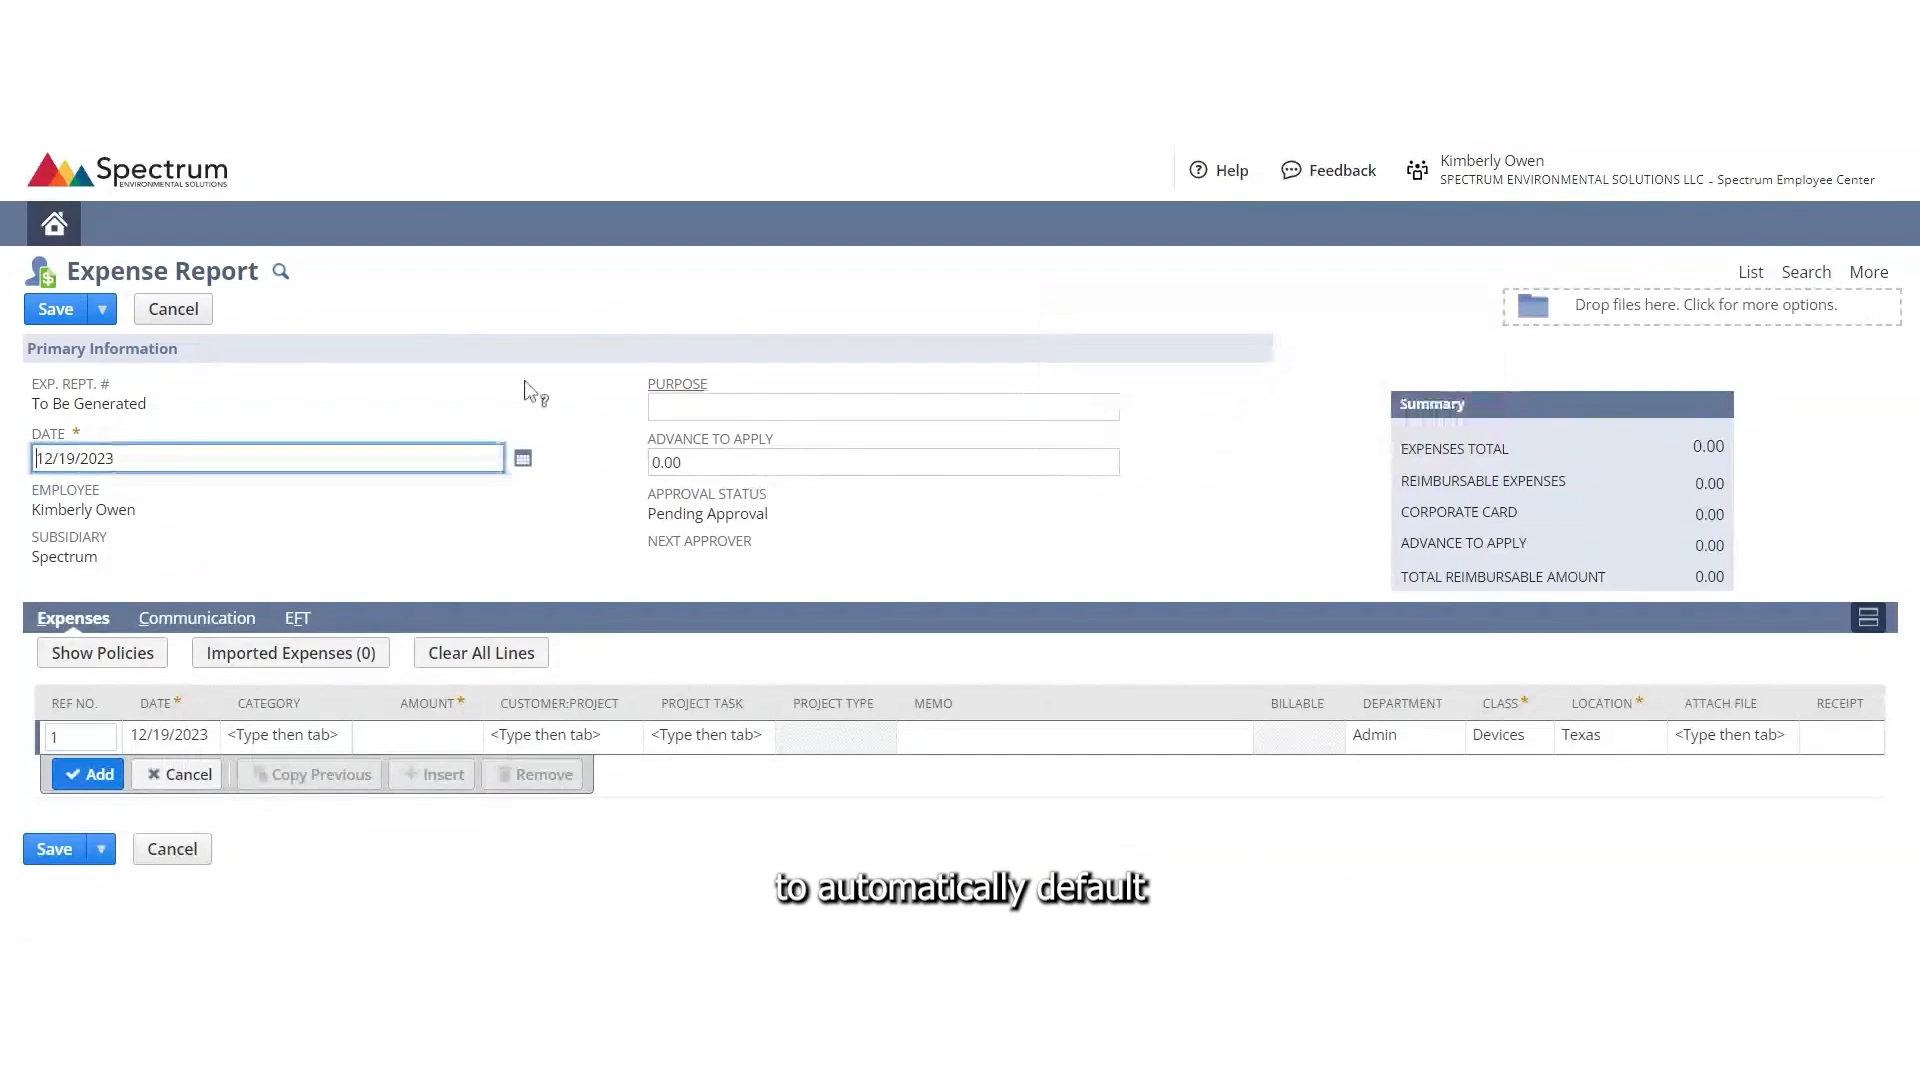 Spectrum
ENVIRONMENTAL SOLUTIONS
Help
Feedback
Kimberly Owen
SPECTRUM ENVIRONMENTAL SOLUTIONS LLC - Spectrum Employee Center
Expense Report
List Search More
Save Cancel
Drop files here. Click for more options.
Primary Information
EXP. REPT. #
To Be Generated
DATE *
12/19/2023
EMPLOYEE
Kimberly Owen
SUBSIDIARY
Spectrum
PURPOSE
ADVANCE TO APPLY
0.00
APPROVAL STATUS
Pending Approval
NEXT APPROVER
Summary
EXPENSES TOTAL 0.00
REIMBURSABLE EXPENSES 0.00
CORPORATE CARD 0.00
ADVANCE TO APPLY 0.00
TOTAL REIMBURSABLE AMOUNT 0.00
Expenses Communication EFT
Show Policies Imported Expenses (0) Clear All Lines
REF NO. DATE * CATEGORY AMOUNT * CUSTOMER:PROJECT PROJECT TASK PROJECT TYPE MEMO BILLABLE DEPARTMENT CLASS * LOCATION * ATTACH FILE RECEIPT
1 12/19/2023 <Type then tab> <Type then tab> <Type then tab> Admin Devices Texas <Type then tab>
Add Cancel Copy Previous Insert Remove
Save Cancel
to automatically default